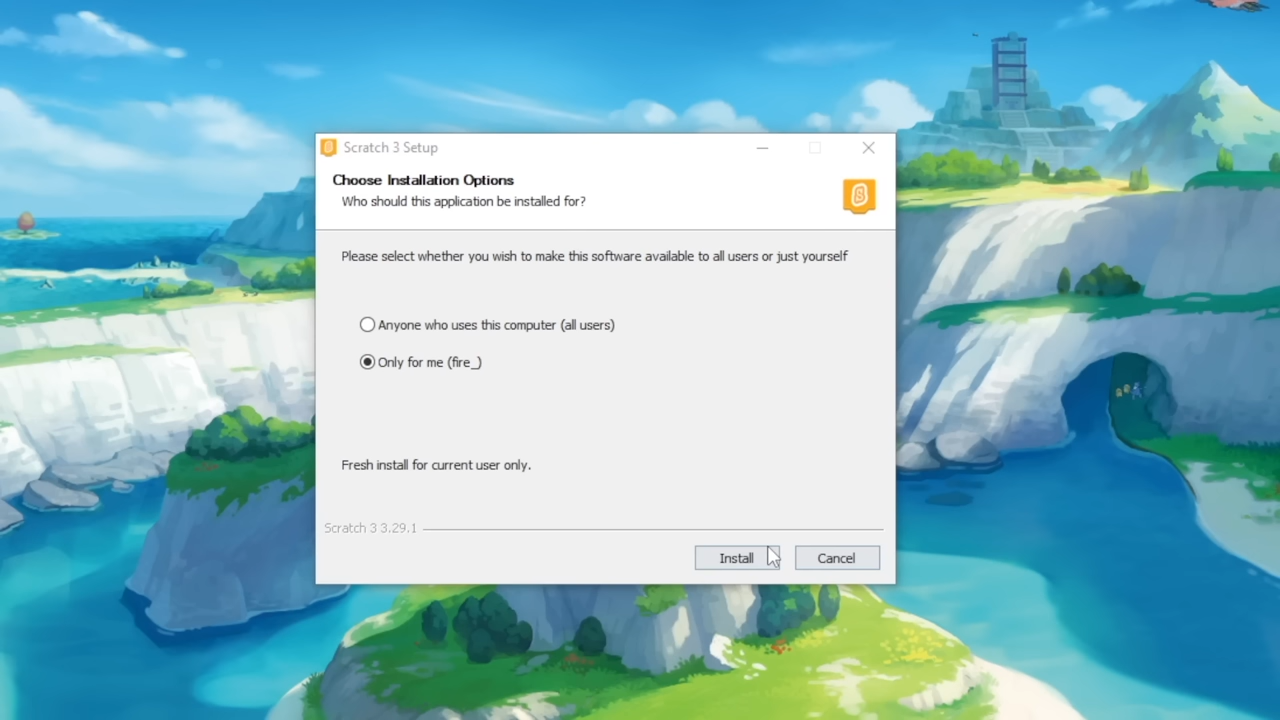 Scratch 3 Setup
Choose Installation Options
Who should this application be installed for?
Please select whether you wish to make this software available to all users or just yourself
Anyone who uses this computer (all users)
Only for me (fire_)
Fresh install for current user only.
Scratch 3 3.29.1
Install
Cancel